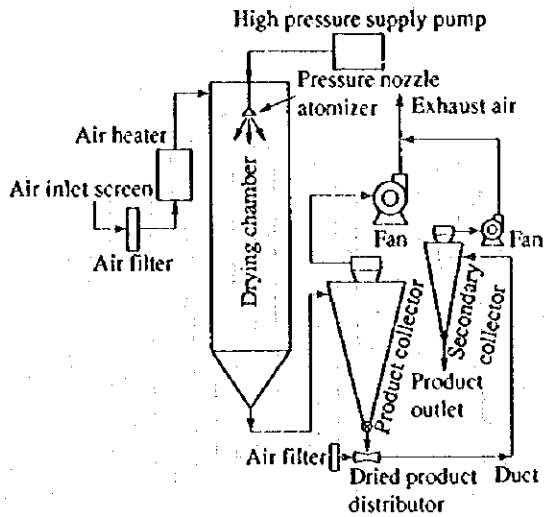 High pressure supply pump
Pressure nozzle
atomizer
Exhaust air
Air heater
Air inlet screen
Air filter
Drying chamber
Fan
Fan
Product collector
Secondary
collector
Product
outlet
Air filter
Dried product
distributor
Duct